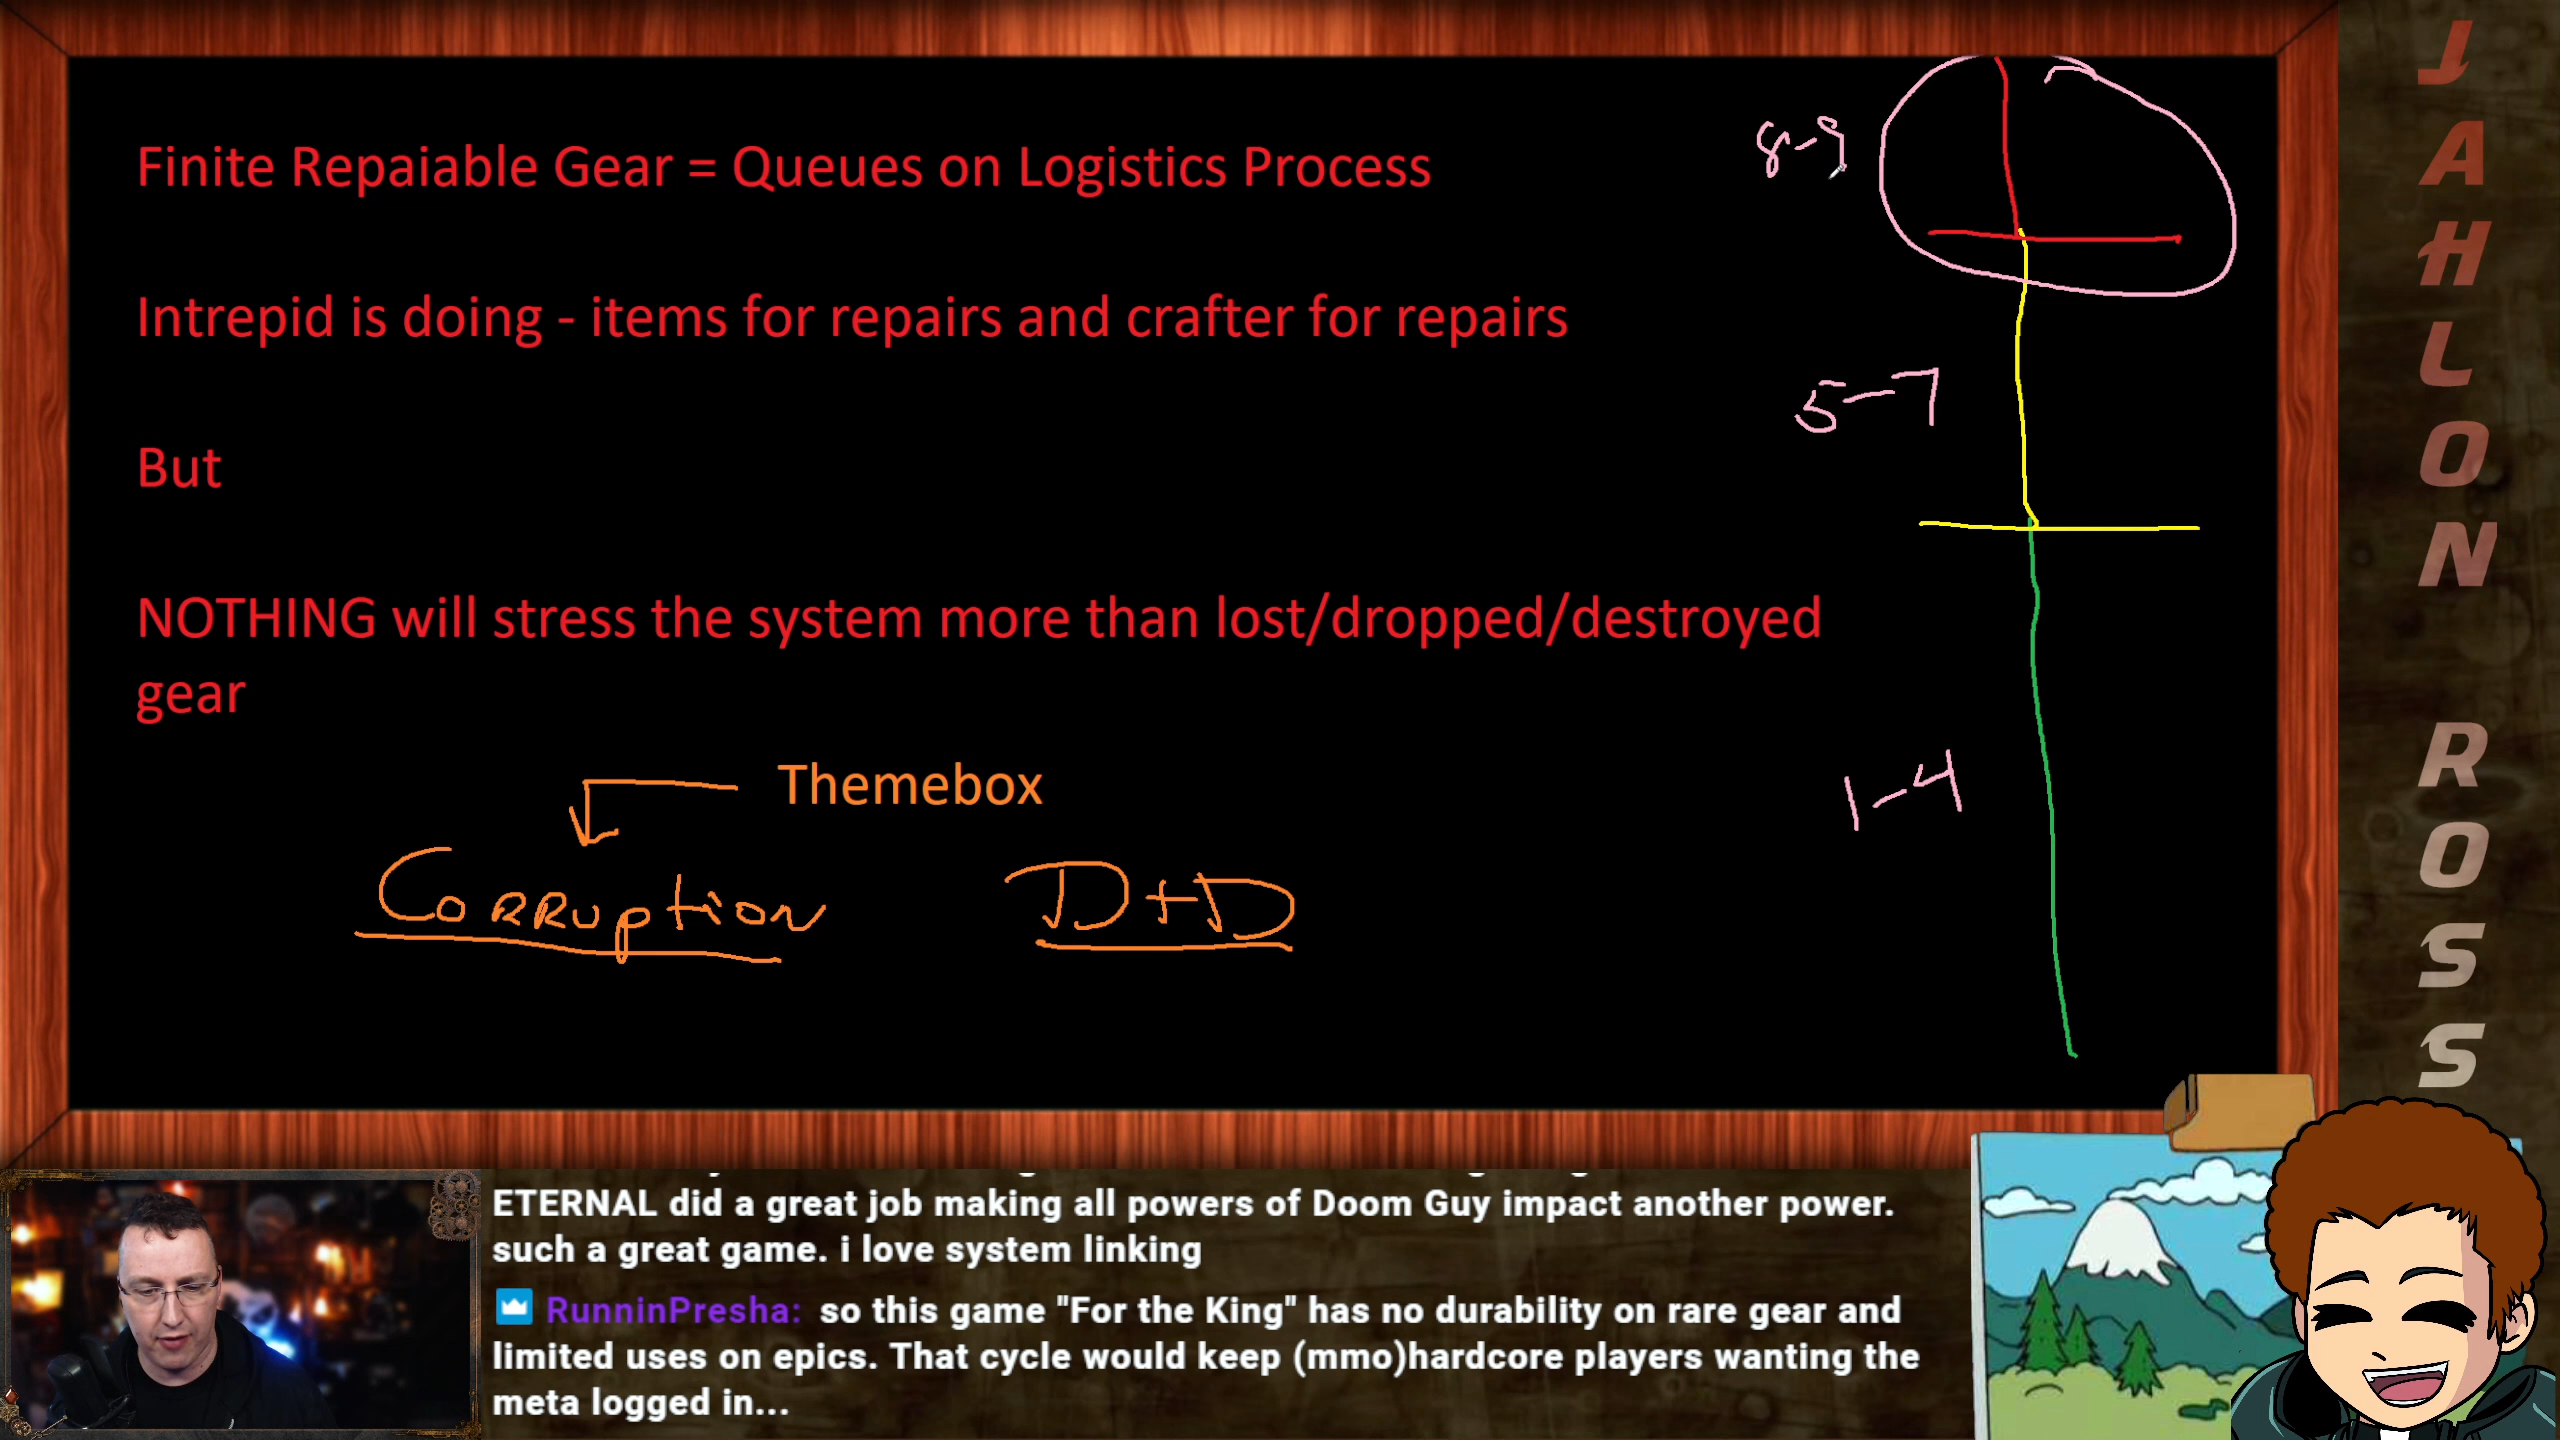 Finite Repaiable Gear = Queues on Logistics Process
Intrepid is doing - items for repairs and crafter for repairs
But
NOTHING will stress the system more than lost/dropped/destroyed
gear
Themebox
Corruption
D+D
8-9
5-7
1-4
JAHLON ROSS
ETERNAL did a great job making all powers of Doom Guy impact another power.
such a great game. i love system linking
RunninPresha: so this game "For the King" has no durability on rare gear and
limited uses on epics. That cycle would keep (mmo)hardcore players wanting the
meta logged in...